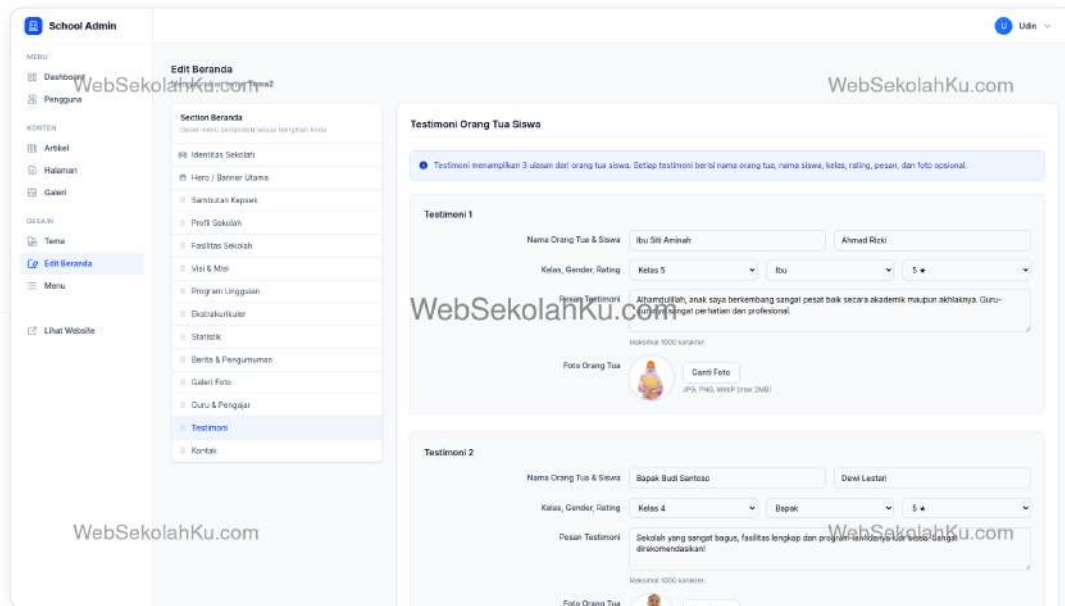 School Admin
U Udin
MENU
Dashboard
Pengguna
KONTEN
Artikel
Halaman
Galeri
DESAIN
Tema
Edit Beranda
Menu
Lihat Website
Edit Beranda
Tema2
Section Beranda
Identitas Sekolah
Hero / Banner Utama
Sambutan Kepsek
Profil Sekolah
Fasilitas Sekolah
Visi & Misi
Program Unggulan
Ekstrakurikuler
Statistik
Berita & Pengumuman
Galeri Foto
Guru & Pengajar
Testimoni
Kontak
Testimoni Orang Tua Siswa
Testimoni menampilkan 3 ulasan dari orang tua siswa. Setiap testimoni berisi nama orang tua, nama siswa, kelas, rating, pesan, dan foto opsional.
Testimoni 1
Nama Orang Tua & Siswa Ibu Siti Aminah Ahmad Rizki
Kelas, Gender, Rating Kelas 5 Ibu 5 ★
Pesan Testimoni Alhamdulillah, anak saya berkembang sangat pesat baik secara akademik maupun akhlaknya. Guru-
gurunya sangat perhatian dan profesional.
Maksimal 1000 karakter
Foto Orang Tua Ganti Foto
JPG, PNG, WebP (max 2MB)
Testimoni 2
Nama Orang Tua & Siswa Bapak Budi Santoso Dewi Lestari
Kelas, Gender, Rating Kelas 4 Bapak 5 ★
Pesan Testimoni Sekolah yang sangat bagus, fasilitas lengkap dan program
direkomendasikan!
Maksimal 1000 karakter
Foto Orang Tua
WebSekolahKu.com
WebSekolahKu.com
WebSekolahKu.com
WebSekolahKu.com
WebSekolahKu.com